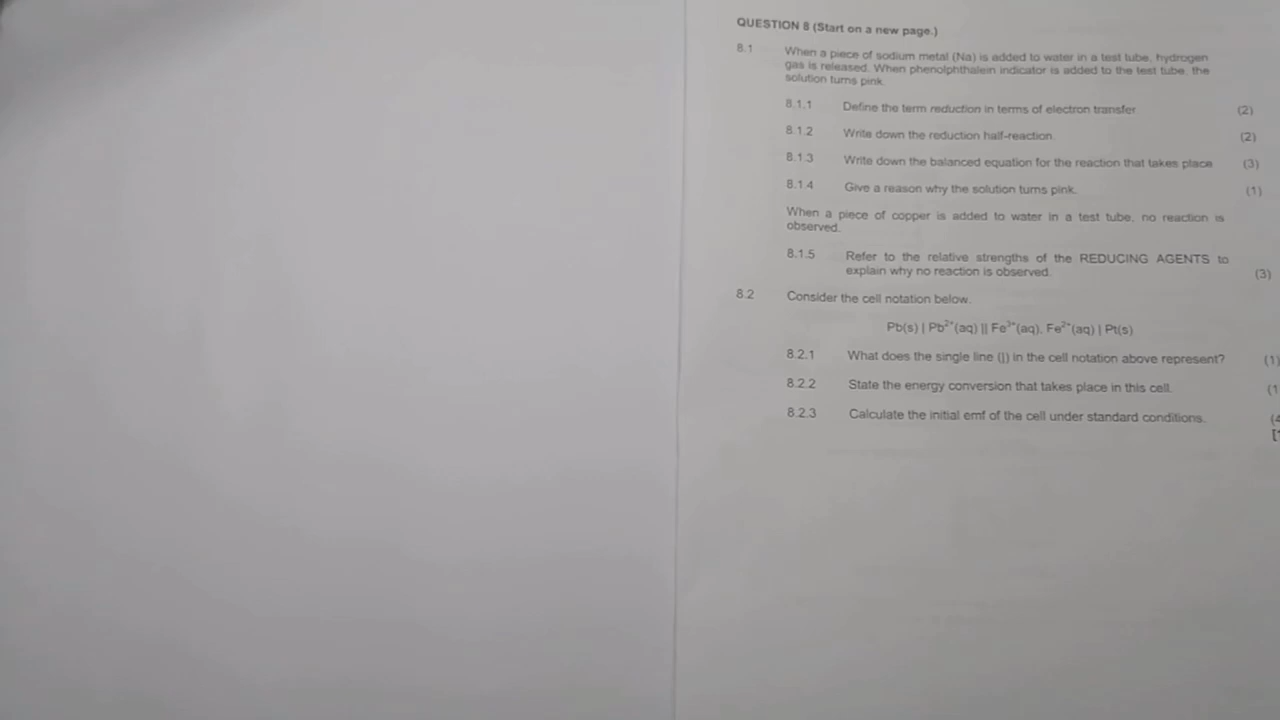 QUESTION 8 (Start on a new page.)
8.1 When a piece of sodium metal (Na) is added to water in a test tube, hydrogen
gas is released. When phenolphthalein indicator is added to the test tube, the
solution turns pink.
8.1.1 Define the term reduction in terms of electron transfer (2)
8.1.2 Write down the reduction half-reaction. (2)
8.1.3 Write down the balanced equation for the reaction that takes place (3)
8.1.4 Give a reason why the solution turns pink. (1)
When a piece of copper is added to water in a test tube, no reaction is
observed.
8.1.5 Refer to the relative strengths of the REDUCING AGENTS to
explain why no reaction is observed. (3)
8.2 Consider the cell notation below.
Pb(s) | Pb²⁺(aq) || Fe³⁺(aq), Fe²⁺(aq) | Pt(s)
8.2.1 What does the single line (|) in the cell notation above represent? (1)
8.2.2 State the energy conversion that takes place in this cell. (1
8.2.3 Calculate the initial emf of the cell under standard conditions. (4
[1